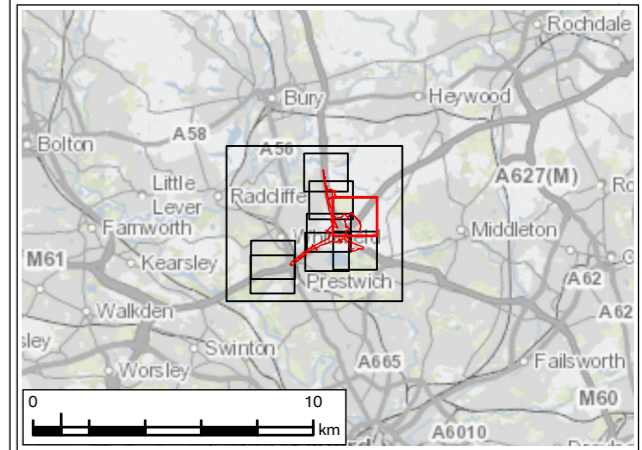 Rochdale
Bury
Heywood
A58
Bolton
A56
A627(M)
Little
Lever
Radcliffe
Ro
Farnworth
Middleton
M61
Kearsley
A62
Prestwich
Walkden
A62
sley
Swinton
A665
Failsworth
Worsley
M60
0
10
km
A6010